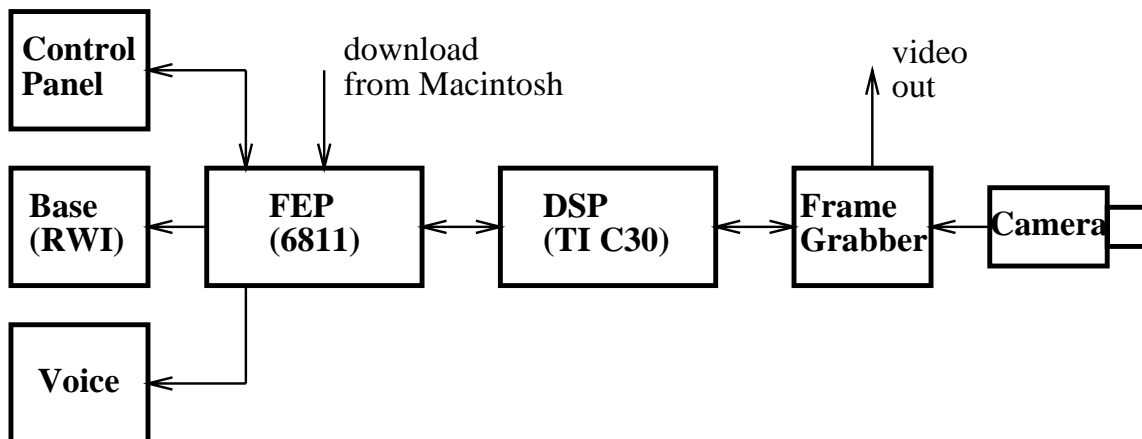 Control
Panel
download
from Macintosh
video
out
Base
(RWI)
FEP
(6811)
DSP
(TI C30)
Frame
Grabber
Camera
Voice